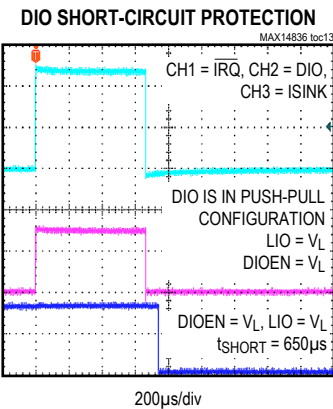 DIO SHORT-CIRCUIT PROTECTION
MAX14836 toc13
CH1 = IRQ, CH2 = DIO,
CH3 = ISINK
DIO IS IN PUSH-PULL
CONFIGURATION
LIO = VL
DIOEN = VL
DIOEN = VL, LIO = VL
tSHORT = 650µs
200µs/div